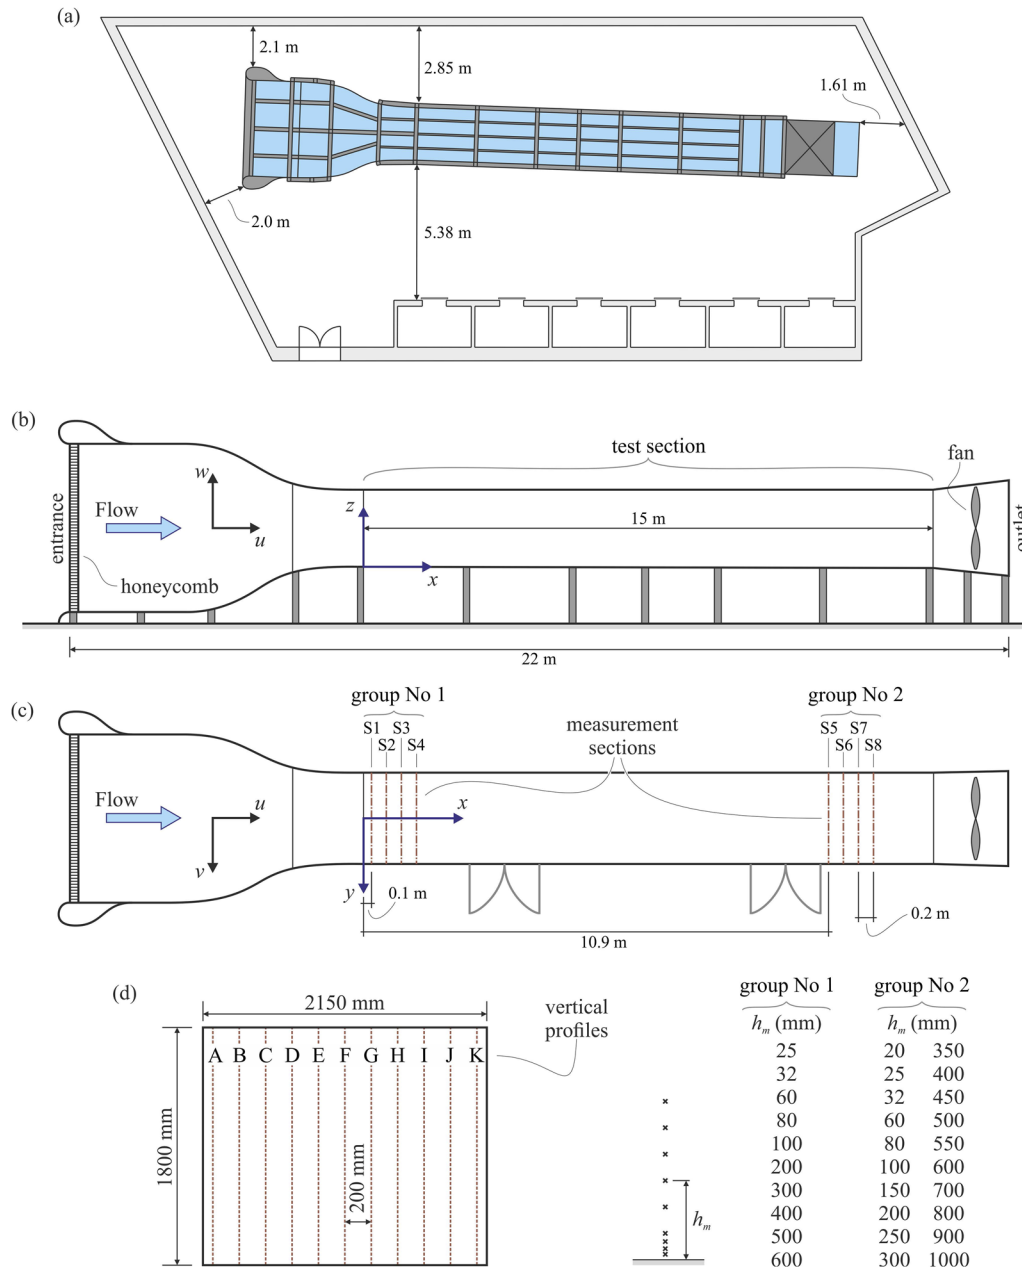 (a)
2.1 m
2.85 m
1.61 m
2.0 m
5.38 m
(b)
test section
fan
entrance
Flow
w
u
honeycomb
z
x
15 m
outlet
22 m
(c)
group No 1
group No 2
S1 S3
S2 S4
measurement
sections
S5 S7
S6 S8
Flow
u
v
x
y
0.1 m
0.2 m
10.9 m
(d)
2150 mm
vertical
profiles
A B C D E F G H I J K
1800 mm
200 mm
hm
group No 1 group No 2
hm (mm) hm (mm)
25 20 350
32 25 400
60 32 450
80 60 500
100 80 550
200 100 600
300 150 700
400 200 800
500 250 900
600 300 1000